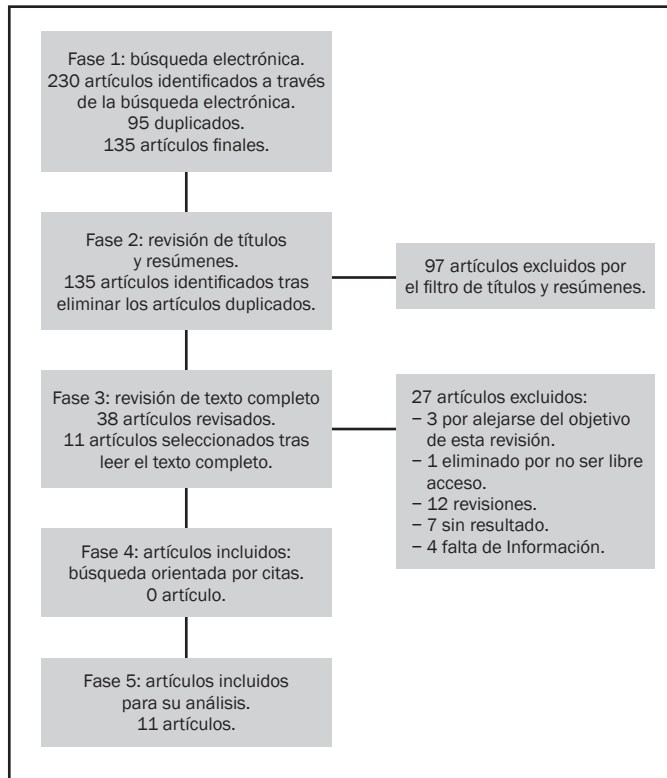 Fase 1: búsqueda electrónica.
230 artículos identificados a través
de la búsqueda electrónica.
95 duplicados.
135 artículos finales.
Fase 2: revisión de títulos
y resúmenes.
135 artículos identificados tras
eliminar los artículos duplicados.
97 artículos excluidos por
el filtro de títulos y resúmenes.
Fase 3: revisión de texto completo
38 artículos revisados.
11 artículos seleccionados tras
leer el texto completo.
27 artículos excluidos:
– 3 por alejarse del objetivo
de esta revisión.
– 1 eliminado por no ser libre
acceso.
– 12 revisiones.
– 7 sin resultado.
– 4 falta de Información.
Fase 4: artículos incluidos:
búsqueda orientada por citas.
0 artículo.
Fase 5: artículos incluidos
para su análisis.
11 artículos.